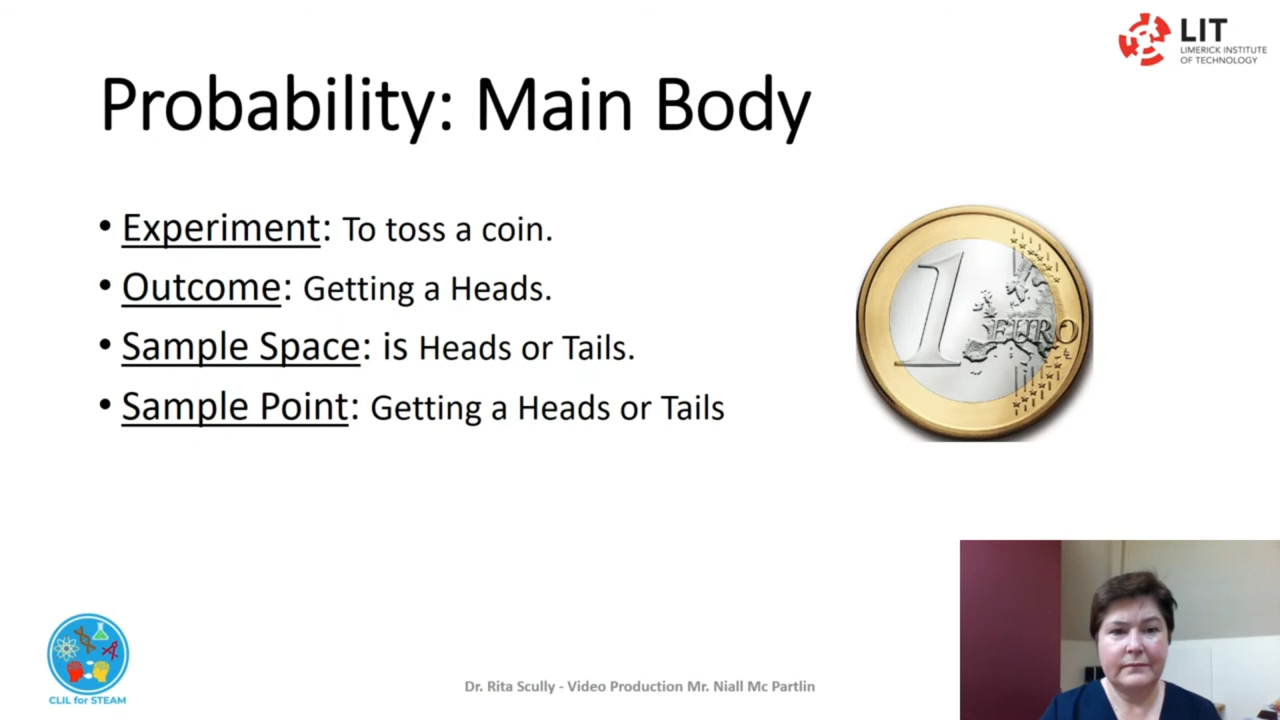 LIT
LIMERICK INSTITUTE
OF TECHNOLOGY
Probability: Main Body
• Experiment: To toss a coin.
• Outcome: Getting a Heads.
• Sample Space: is Heads or Tails.
• Sample Point: Getting a Heads or Tails
1
EURO
CLIL for STEAM
Dr. Rita Scully - Video Production Mr. Niall Mc Partlin